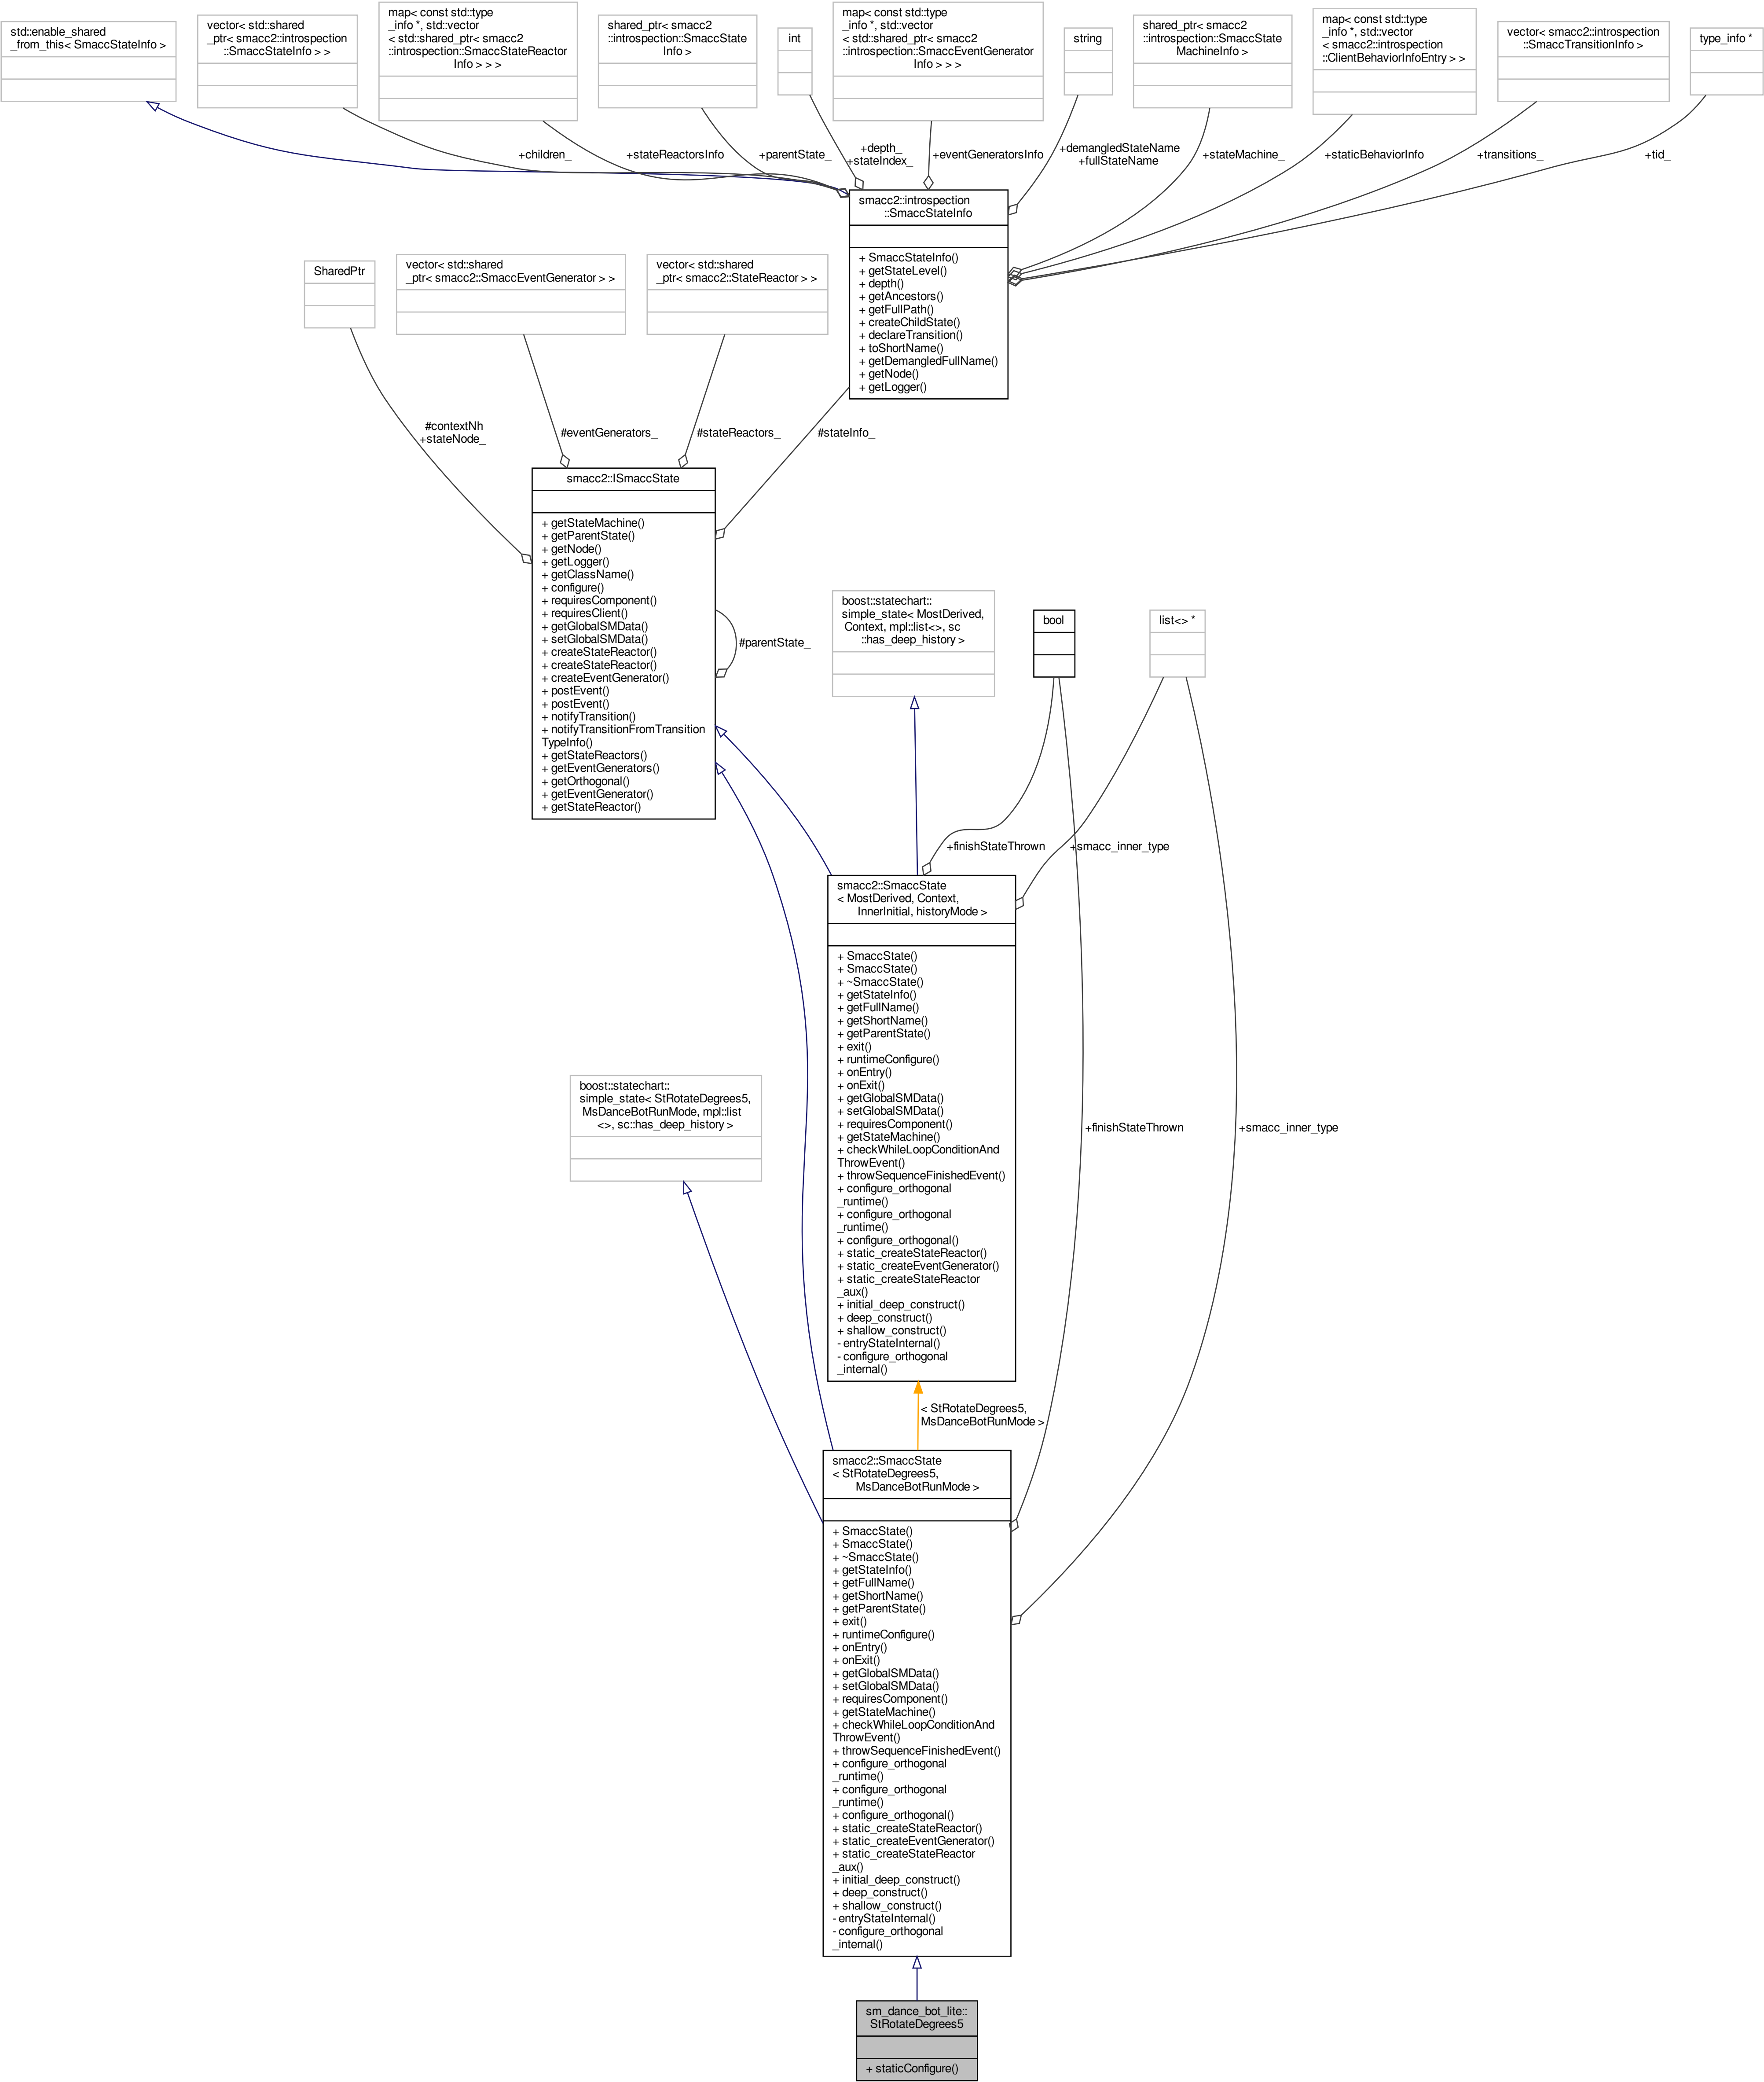 std::enable_shared
_from_this< SmaccStateInfo >
vector< std::shared
_ptr< smacc2::introspection
::SmaccStateInfo > >
map< const std::type
_info *, std::vector
< std::shared_ptr< smacc2
::introspection::SmaccStateReactor
Info > > >
shared_ptr< smacc2
::introspection::SmaccState
Info >
int
map< const std::type
_info *, std::vector
< std::shared_ptr< smacc2
::introspection::SmaccEventGenerator
Info > > >
string
shared_ptr< smacc2
::introspection::SmaccState
MachineInfo >
map< const std::type
_info *, std::vector
< smacc2::introspection
::ClientBehaviorInfoEntry > >
vector< smacc2::introspection
::SmaccTransitionInfo >
type_info *
+children_
+stateReactorsInfo
+parentState_
+depth_
+stateIndex_
+eventGeneratorsInfo
+demangledStateName
+fullStateName
+stateMachine_
+staticBehaviorInfo
+transitions_
+tid_
smacc2::introspection
::SmaccStateInfo
+ SmaccStateInfo()
+ getStateLevel()
+ depth()
+ getAncestors()
+ getFullPath()
+ createChildState()
+ declareTransition()
+ toShortName()
+ getDemangledFullName()
+ getNode()
+ getLogger()
SharedPtr
vector< std::shared
_ptr< smacc2::SmaccEventGenerator > >
vector< std::shared
_ptr< smacc2::StateReactor > >
#contextNh
+stateNode_
#eventGenerators_
#stateReactors_
#stateInfo_
smacc2::ISmaccState
+ getStateMachine()
+ getParentState()
+ getNode()
+ getLogger()
+ getClassName()
+ configure()
+ requiresComponent()
+ requiresClient()
+ getGlobalSMData()
+ setGlobalSMData()
+ createStateReactor()
+ createStateReactor()
+ createEventGenerator()
+ postEvent()
+ postEvent()
+ notifyTransition()
+ notifyTransitionFromTransition
TypeInfo()
+ getStateReactors()
+ getEventGenerators()
+ getOrthogonal()
+ getEventGenerator()
+ getStateReactor()
#parentState_
boost::statechart::
simple_state< MostDerived,
Context, mpl::list<>, sc
::has_deep_history >
bool
list<> *
+finishStateThrown
+smacc_inner_type
smacc2::SmaccState
< MostDerived, Context,
InnerInitial, historyMode >
+ SmaccState()
+ SmaccState()
+ ~SmaccState()
+ getStateInfo()
+ getFullName()
+ getShortName()
+ getParentState()
+ exit()
+ runtimeConfigure()
+ onEntry()
+ onExit()
+ getGlobalSMData()
+ setGlobalSMData()
+ requiresComponent()
+ getStateMachine()
+ checkWhileLoopConditionAnd
ThrowEvent()
+ throwSequenceFinishedEvent()
+ configure_orthogonal
_runtime()
+ configure_orthogonal
_runtime()
+ configure_orthogonal()
+ static_createStateReactor()
+ static_createEventGenerator()
+ static_createStateReactor
_aux()
+ initial_deep_construct()
+ deep_construct()
+ shallow_construct()
- entryStateInternal()
- configure_orthogonal
_internal()
boost::statechart::
simple_state< StRotateDegrees5,
MsDanceBotRunMode, mpl::list
<>, sc::has_deep_history >
+finishStateThrown
+smacc_inner_type
< StRotateDegrees5,
MsDanceBotRunMode >
smacc2::SmaccState
< StRotateDegrees5,
MsDanceBotRunMode >
+ SmaccState()
+ SmaccState()
+ ~SmaccState()
+ getStateInfo()
+ getFullName()
+ getShortName()
+ getParentState()
+ exit()
+ runtimeConfigure()
+ onEntry()
+ onExit()
+ getGlobalSMData()
+ setGlobalSMData()
+ requiresComponent()
+ getStateMachine()
+ checkWhileLoopConditionAnd
ThrowEvent()
+ throwSequenceFinishedEvent()
+ configure_orthogonal
_runtime()
+ configure_orthogonal
_runtime()
+ configure_orthogonal()
+ static_createStateReactor()
+ static_createEventGenerator()
+ static_createStateReactor
_aux()
+ initial_deep_construct()
+ deep_construct()
+ shallow_construct()
- entryStateInternal()
- configure_orthogonal
_internal()
sm_dance_bot_lite::
StRotateDegrees5
+ staticConfigure()